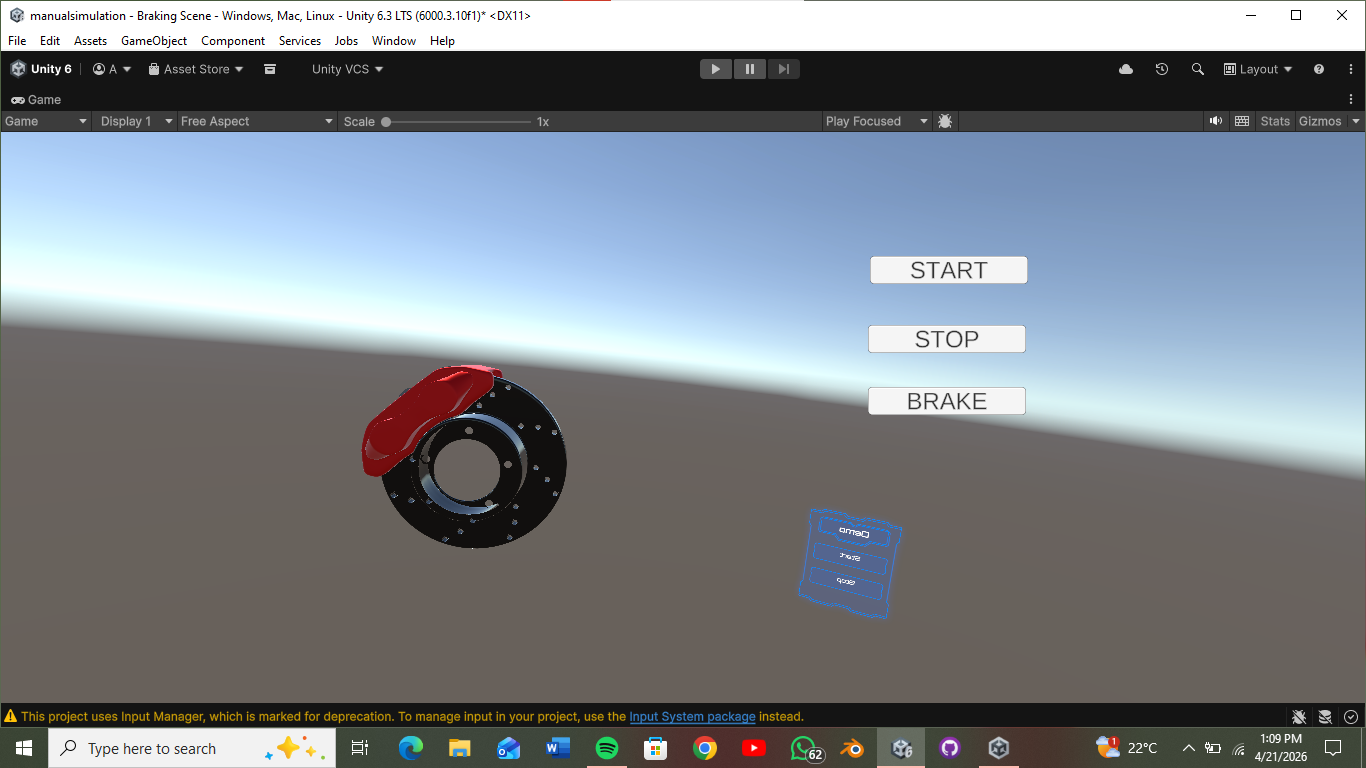 manualsimulation - Braking Scene - Windows, Mac, Linux - Unity 6.3 LTS (6000.3.10f1)* <DX11>
File Edit Assets GameObject Component Services Jobs Window Help
Unity 6 A Asset Store Unity VCS Layout
Game
Game Display 1 Free Aspect Scale 1x Play Focused Stats Gizmos
START
STOP
BRAKE
Demo
Start
Stop
This project uses Input Manager, which is marked for deprecation. To manage input in your project, use the Input System package instead.
Type here to search
62
1
22°C
1:09 PM
4/21/2026